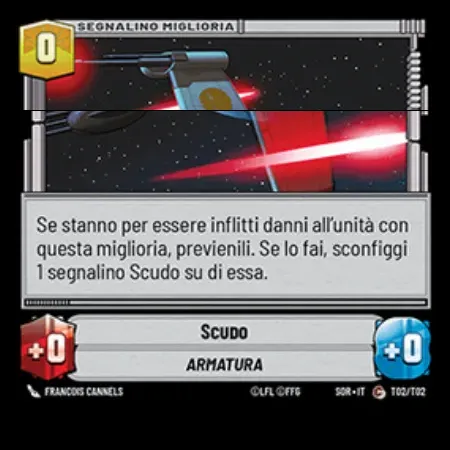 SEGNALINO MIGLIORIA
0
Se stanno per essere inflitti danni all'unità con
questa miglioria, previenili. Se lo fai, sconfiggi
1 segnalino Scudo su di essa.
+0
SCUDO
+0
ARMATURA
FRANCOIS CANNELS
©LFL ©FFG
SOR • IT
C
T02/T02